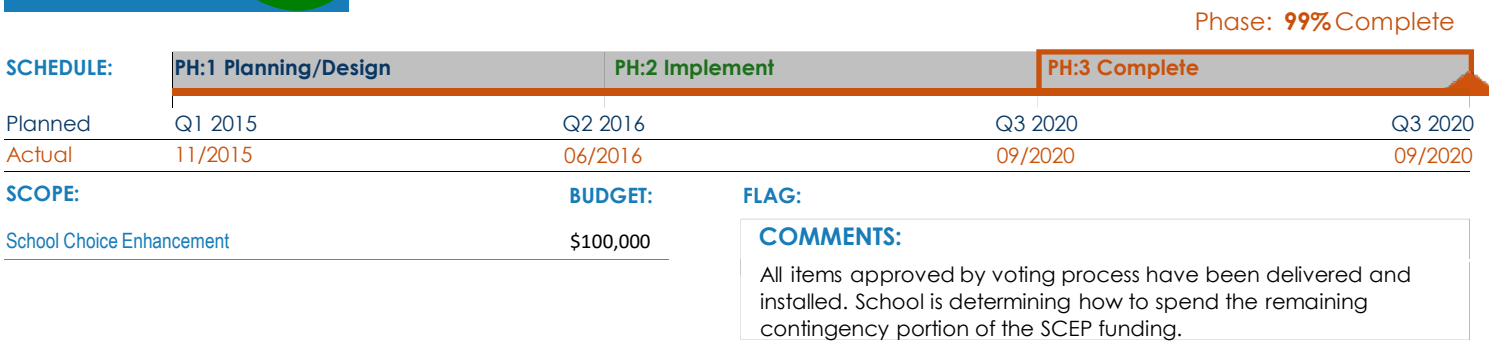 Phase: 99% Complete
SCHEDULE: PH:1 Planning/Design PH:2 Implement PH:3 Complete
Planned Q1 2015 Q2 2016 Q3 2020 Q3 2020
Actual 11/2015 06/2016 09/2020 09/2020
SCOPE: BUDGET: FLAG:
School Choice Enhancement $100,000
COMMENTS:
All items approved by voting process have been delivered and
installed. School is determining how to spend the remaining
contingency portion of the SCEP funding.